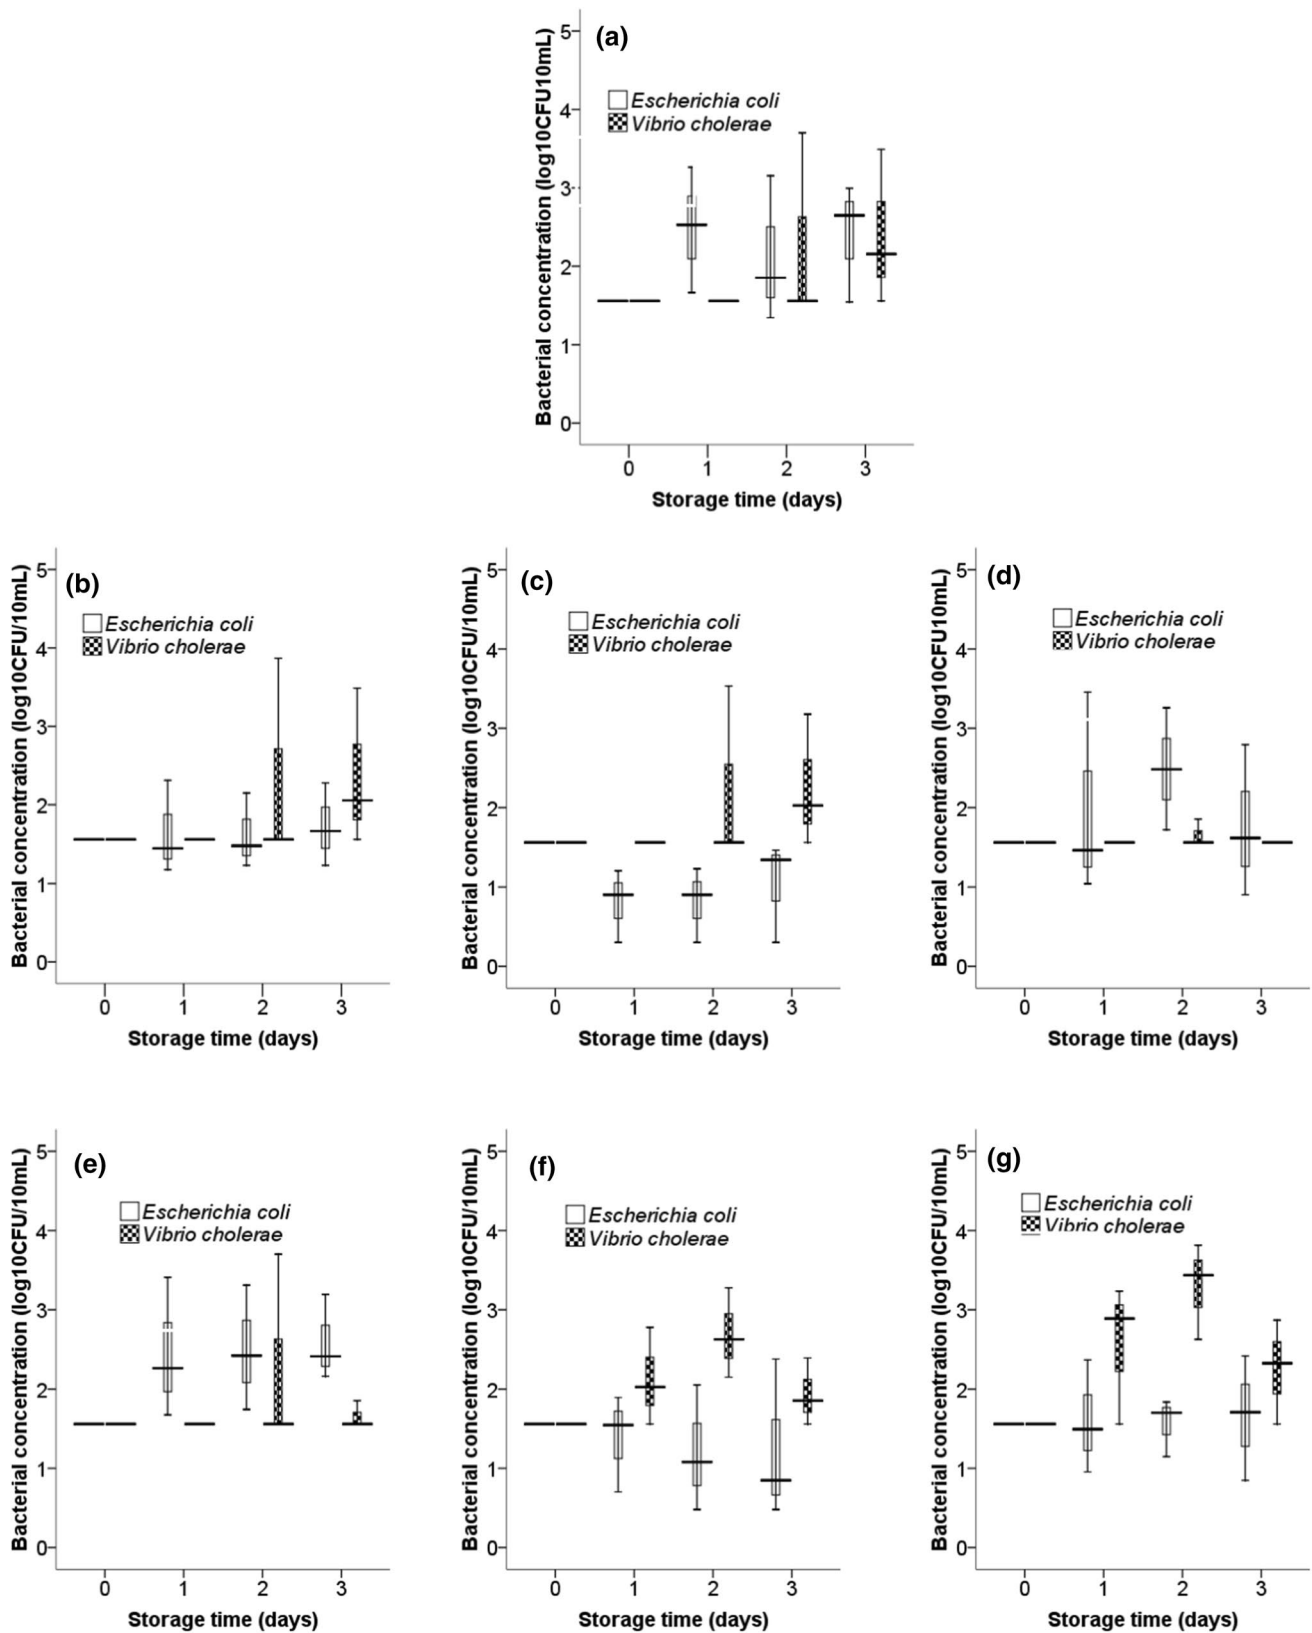 (a)
Bacterial concentration (log10CFU10mL)
5
4
3
2
1
0
Escherichia coli
Vibrio cholerae
0 1 2 3
Storage time (days)
(b)
Bacterial concentration (log10CFU/10mL)
5
4
3
2
1
0
Escherichia coli
Vibrio cholerae
0 1 2 3
Storage time (days)
(c)
Bacterial concentration (log10CFU/10mL)
5
4
3
2
1
0
Escherichia coli
Vibrio cholerae
0 1 2 3
Storage time (days)
(d)
Bacterial concentration (log10CFU10mL)
5
4
3
2
1
0
Escherichia coli
Vibrio cholerae
0 1 2 3
Storage time (days)
(e)
Bacterial concentration (log10CFU/10mL)
5
4
3
2
1
0
Escherichia coli
Vibrio cholerae
0 1 2 3
Storage time (days)
(f)
Bacterial concentration (log10CFU/10mL)
5
4
3
2
1
0
Escherichia coli
Vibrio cholerae
0 1 2 3
Storage time (days)
(g)
Bacterial concentration (log10CFU/10mL)
5
4
3
2
1
0
Escherichia coli
Vibrio cholerae
0 1 2 3
Storage time (days)